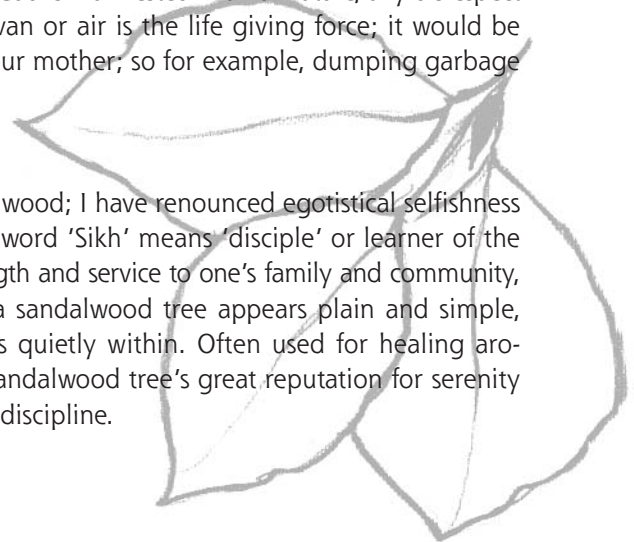 van or air is the life giving force; it would be
ur mother; so for example, dumping garbage
wood; I have renounced egotistical selfishness
word 'Sikh' means 'disciple' or learner of the
gth and service to one's family and community,
a sandalwood tree appears plain and simple,
s quietly within. Often used for healing aro-
andalwood tree's great reputation for serenity
discipline.